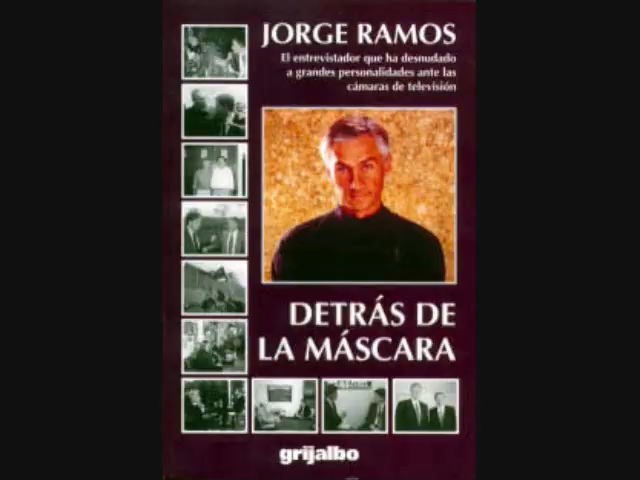 JORGE RAMOS
El entrevistador que ha desnudado
a grandes personalidades ante las
cámaras de televisión
DETRÁS DE
LA MÁSCARA
grijalbo